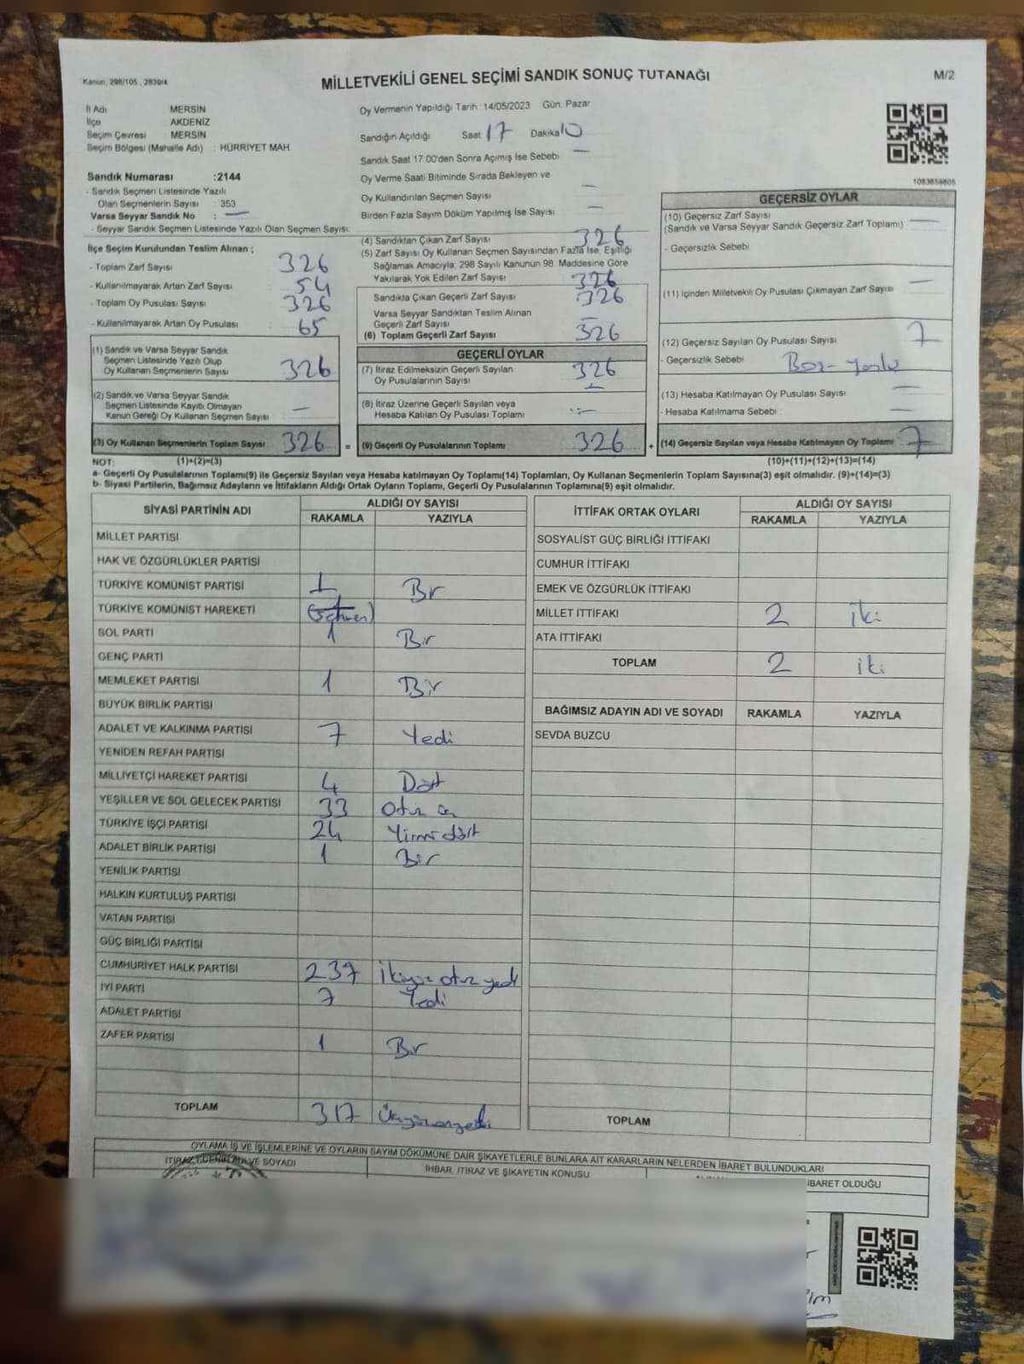 Kanun, 298/105 , 2839/4
MİLLETVEKİLİ GENEL SEÇİMİ SANDIK SONUÇ TUTANAĞI
M/2
İl Adı MERSİN
İlçe AKDENİZ
Seçim Çevresi MERSİN
Seçim Bölgesi (Mahalle Adı) : HÜRRİYET MAH
Sandık Numarası :2144
- Sandık Seçmen Listesinde Yazılı
Olan Seçmenlerin Sayısı : 353
Varsa Seyyar Sandık No : —
- Seyyar Sandık Seçmen Listesinde Yazılı Olan Seçmen Sayısı:
İlçe Seçim Kurulundan Teslim Alınan ;
- Toplam Zarf Sayısı 326
- Kullanılmayarak Artan Zarf Sayısı 54
- Toplam Oy Pusulası Sayısı 326
- Kullanılmayarak Artan Oy Pusulası 65
(1) Sandık ve Varsa Seyyar Sandık
Seçmen Listesinde Yazılı Olup
Oy Kullanan Seçmenlerin Sayısı 326
(2) Sandık ve Varsa Seyyar Sandık
Seçmen Listesinde Kayıtlı Olmayan
Kanun Gereği Oy Kullanan Seçmen Sayısı —
(3) Oy Kullanan Seçmenlerin Toplam Sayısı 326 =
Oy Vermenin Yapıldığı Tarih :14/05/2023 Gün: Pazar
Sandığın Açıldığı Saat 17 Dakika 10
Sandık Saat 17:00'den Sonra Açılmış İse Sebebi —
Oy Verme Saati Bitiminde Sırada Bekleyen ve
Oy Kullandırılan Seçmen Sayısı —
Birden Fazla Sayım Döküm Yapılmış İse Sayısı —
(4) Sandıktan Çıkan Zarf Sayısı 326
(5) Zarf Sayısı Oy Kullanan Seçmen Sayısından Fazla İse, Eşitliği
Sağlamak Amacıyla; 298 Sayılı Kanunun 98. Maddesine Göre
Yakılarak Yok Edilen Zarf Sayısı 326
Sandıkta Çıkan Geçerli Zarf Sayısı 326
Varsa Seyyar Sandıktan Teslim Alınan
Geçerli Zarf Sayısı —
(6) Toplam Geçerli Zarf Sayısı 326
GEÇERLİ OYLAR
(7) İtiraz Edilmeksizin Geçerli Sayılan
Oy Pusulalarının Sayısı 326
(8) İtiraz Üzerine Geçerli Sayılan veya
Hesaba Katılan Oy Pusulası Toplamı —
(9) Geçerli Oy Pusulalarının Toplamı 326 +
1083859805
GEÇERSİZ OYLAR
(10) Geçersiz Zarf Sayısı —
(Sandık ve Varsa Seyyar Sandık Geçersiz Zarf Toplamı)
- Geçersizlik Sebebi
(11) İçinden Milletvekili Oy Pusulası Çıkmayan Zarf Sayısı —
(12) Geçersiz Sayılan Oy Pusulası Sayısı 7
- Geçersizlik Sebebi
(13) Hesaba Katılmayan Oy Pusulası Sayısı —
- Hesaba Katılmama Sebebi : —
(14) Geçersiz Sayılan veya Hesaba Katılmayan Oy Toplamı 7
NOT: (1)+(2)=(3)
(10)+(11)+(12)+(13)=(14)
a- Geçerli Oy Pusulalarının Toplamı(9) ile Geçersiz Sayılan veya Hesaba katılmayan Oy Toplamı(14) Toplamları, Oy Kullanan Seçmenlerin Toplam Sayısına(3) eşit olmalıdır. (9)+(14)=(3)
b- Siyasi Partilerin, Bağımsız Adayların ve İttifakların Aldığı Ortak Oyların Toplamı, Geçerli Oy Pusulalarının Toplamına(9) eşit olmalıdır.
SİYASİ PARTİNİN ADI ALDIĞI OY SAYISI
RAKAMLA YAZIYLA
MİLLET PARTİSİ
HAK VE ÖZGÜRLÜKLER PARTİSİ
TÜRKİYE KOMÜNİST PARTİSİ 1 Bir
TÜRKİYE KOMÜNİST HAREKETİ
SOL PARTİ 1 Bir
GENÇ PARTİ
MEMLEKET PARTİSİ 1 Bir
BÜYÜK BİRLİK PARTİSİ
ADALET VE KALKINMA PARTİSİ 7 Yedi
YENİDEN REFAH PARTİSİ
MİLLİYETÇİ HAREKET PARTİSİ 4 Dört
YEŞİLLER VE SOL GELECEK PARTİSİ 33 Otuz üç
TÜRKİYE İŞÇİ PARTİSİ 24 Yirmi dört
ADALET BİRLİK PARTİSİ 1 Bir
YENİLİK PARTİSİ
HALKIN KURTULUŞ PARTİSİ
VATAN PARTİSİ
GÜÇ BİRLİĞİ PARTİSİ
CUMHURİYET HALK PARTİSİ 237 İkiyüz otuz yedi
İYİ PARTİ 7 Yedi
ADALET PARTİSİ
ZAFER PARTİSİ 1 Bir
TOPLAM 317 Üçyüzonyedi
İTTİFAK ORTAK OYLARI ALDIĞI OY SAYISI
RAKAMLA YAZIYLA
SOSYALİST GÜÇ BİRLİĞİ İTTİFAKI
CUMHUR İTTİFAKI
EMEK VE ÖZGÜRLÜK İTTİFAKI
MİLLET İTTİFAKI 2 iki
ATA İTTİFAKI
TOPLAM 2 iki
BAĞIMSIZ ADAYIN ADI VE SOYADI RAKAMLA YAZIYLA
SEVDA BUZCU
TOPLAM
OYLAMA İŞ VE İŞLEMLERİNE VE OYLARIN SAYIM DÖKÜMÜNE DAİR ŞİKAYETLERLE BUNLARA AİT KARARLARIN NELERDEN İBARET BULUNDUKLARI
İTİRAZ EDENİN ADI VE SOYADI
İHBAR, İTİRAZ VE ŞİKAYETİN KONUSU
İBARET OLDUĞU